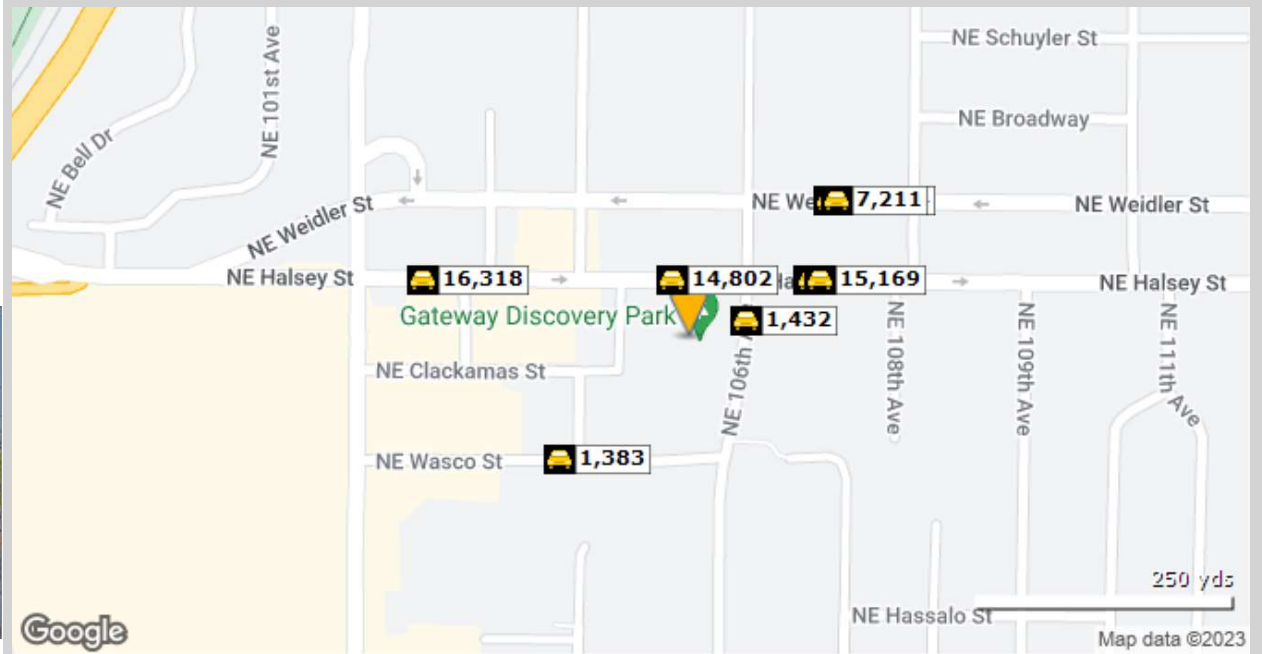 NE Schuyler St
NE 101st Ave
NE Broadway
NE Bell Dr
NE We
7,211
NE Weidler St
NE Weidler St
NE Halsey St
16,318
14,802
Ha
15,169
NE Halsey St
Gateway Discovery Park
1,432
NE 106th A
NE 108th Ave
NE 109th Ave
NE 111th Ave
NE Clackamas St
NE Wasco St
1,383
250 yds
NE Hassalo St
Google
Map data ©2023